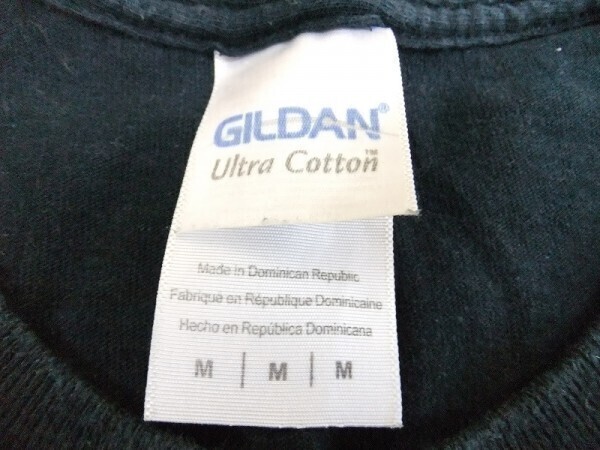 GILDAN®
Ultra Cotton™
Made in Dominican Republic
Fabriqué en République Dominicaine
Hecho en República Dominicana
M | M | M